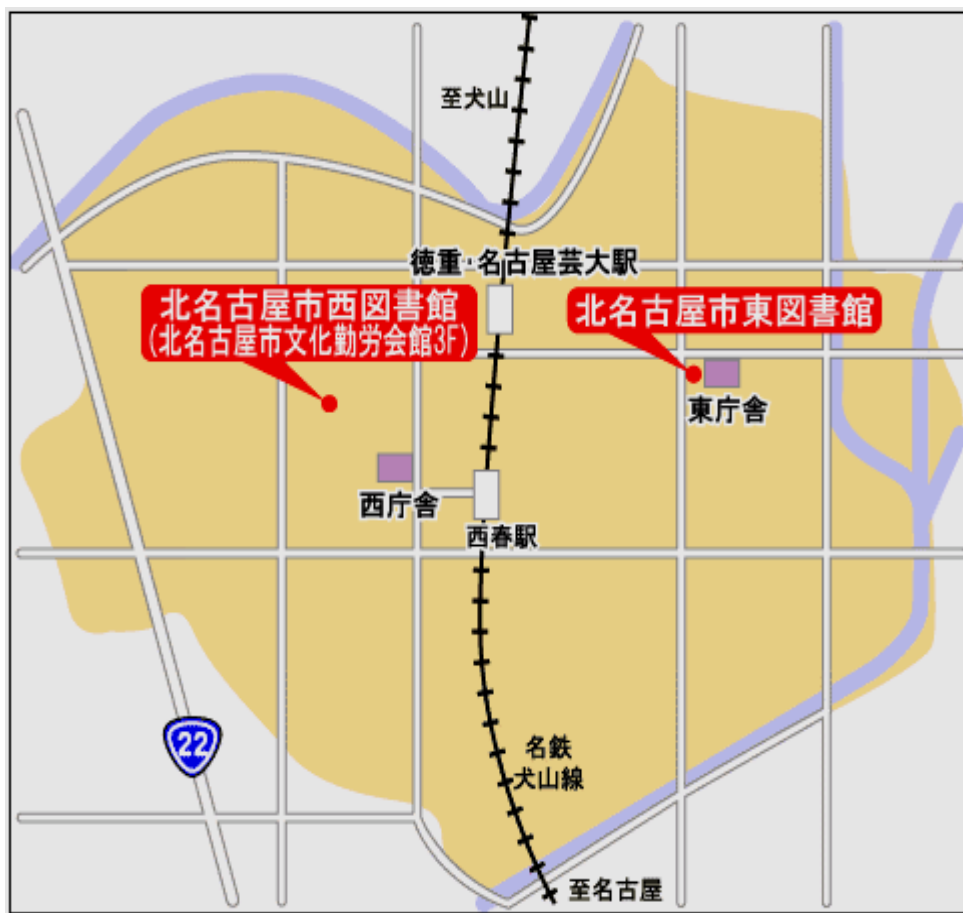 至犬山
徳重・名古屋芸大駅
北名古屋市西図書館
(北名古屋市文化勤労会館3F)
北名古屋市東図書館
東庁舎
西庁舎
西春駅
22
名鉄
犬山線
至名古屋